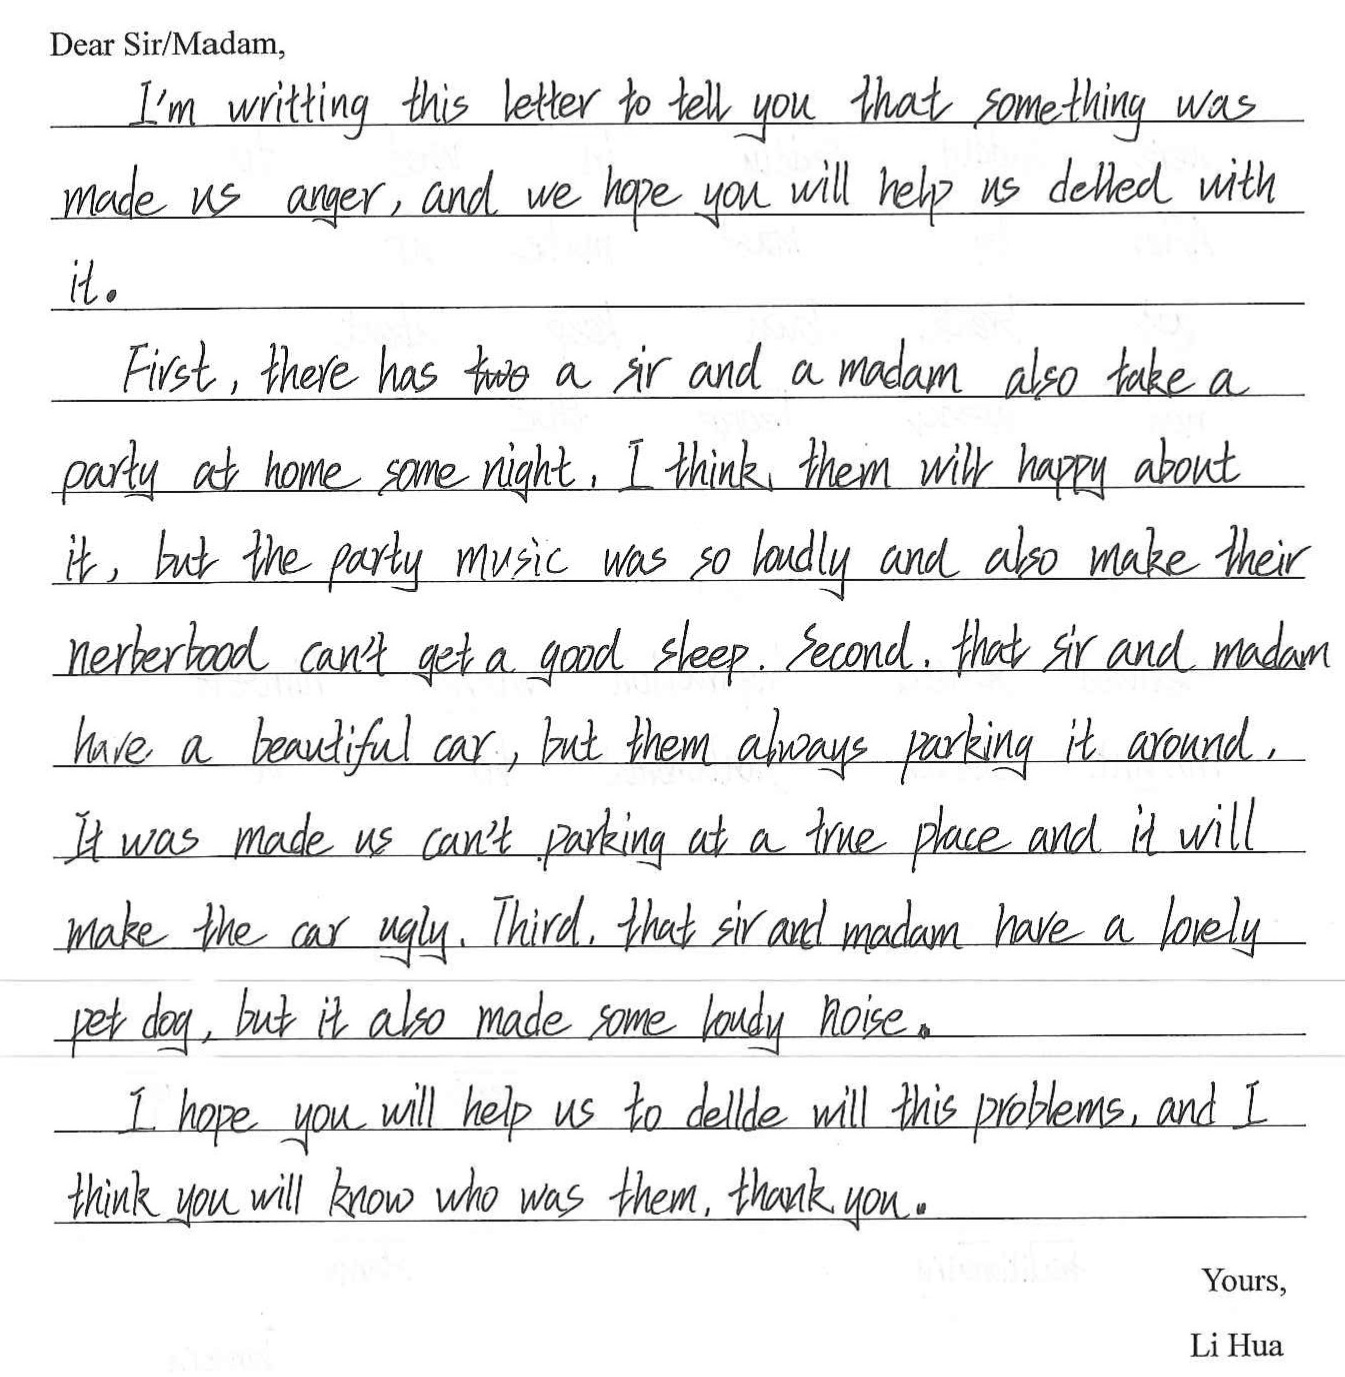 Dear Sir/Madam,
I'm writting this letter to tell you that something was
made us anger, and we hope you will help us delled with
it.
First, there has two a sir and a madam also take a
party at home some night. I think them will happy about
it, but the party music was so loudly and also make their
nerberbood can't get a good sleep. Second, that sir and madam
have a beautiful car, but them always parking it around.
It was made us can't parking at a true place and it will
make the car ugly. Third, that sir and madam have a lovely
pet dog, but it also made some loudy noise.
I hope you will help us to dellde will this problems, and I
think you will know who was them, thank you.
Yours,
Li Hua